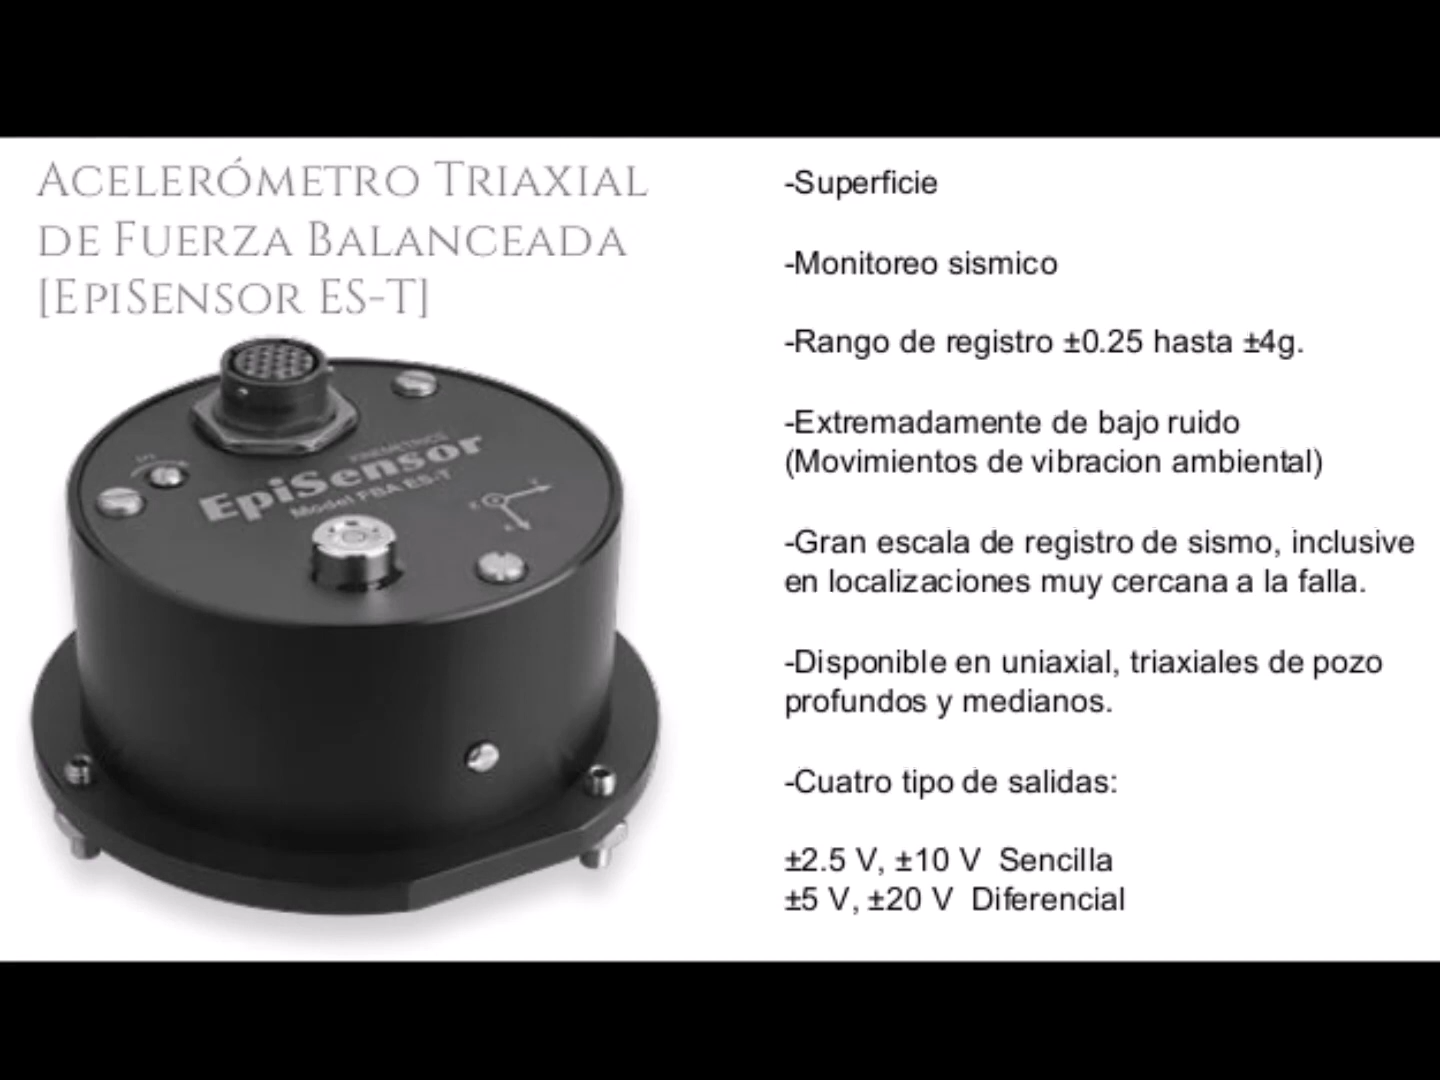 ACELERÓMETRO TRIAXIAL
DE FUERZA BALANCEADA
[EPISENSOR ES-T]
KINEMETRICS
EpiSensor
Model FBA ES-T
-Superficie
-Monitoreo sismico
-Rango de registro ±0.25 hasta ±4g.
-Extremadamente de bajo ruido
(Movimientos de vibracion ambiental)
-Gran escala de registro de sismo, inclusive
en localizaciones muy cercana a la falla.
-Disponible en uniaxial, triaxiales de pozo
profundos y medianos.
-Cuatro tipo de salidas:
±2.5 V, ±10 V  Sencilla
±5 V, ±20 V  Diferencial